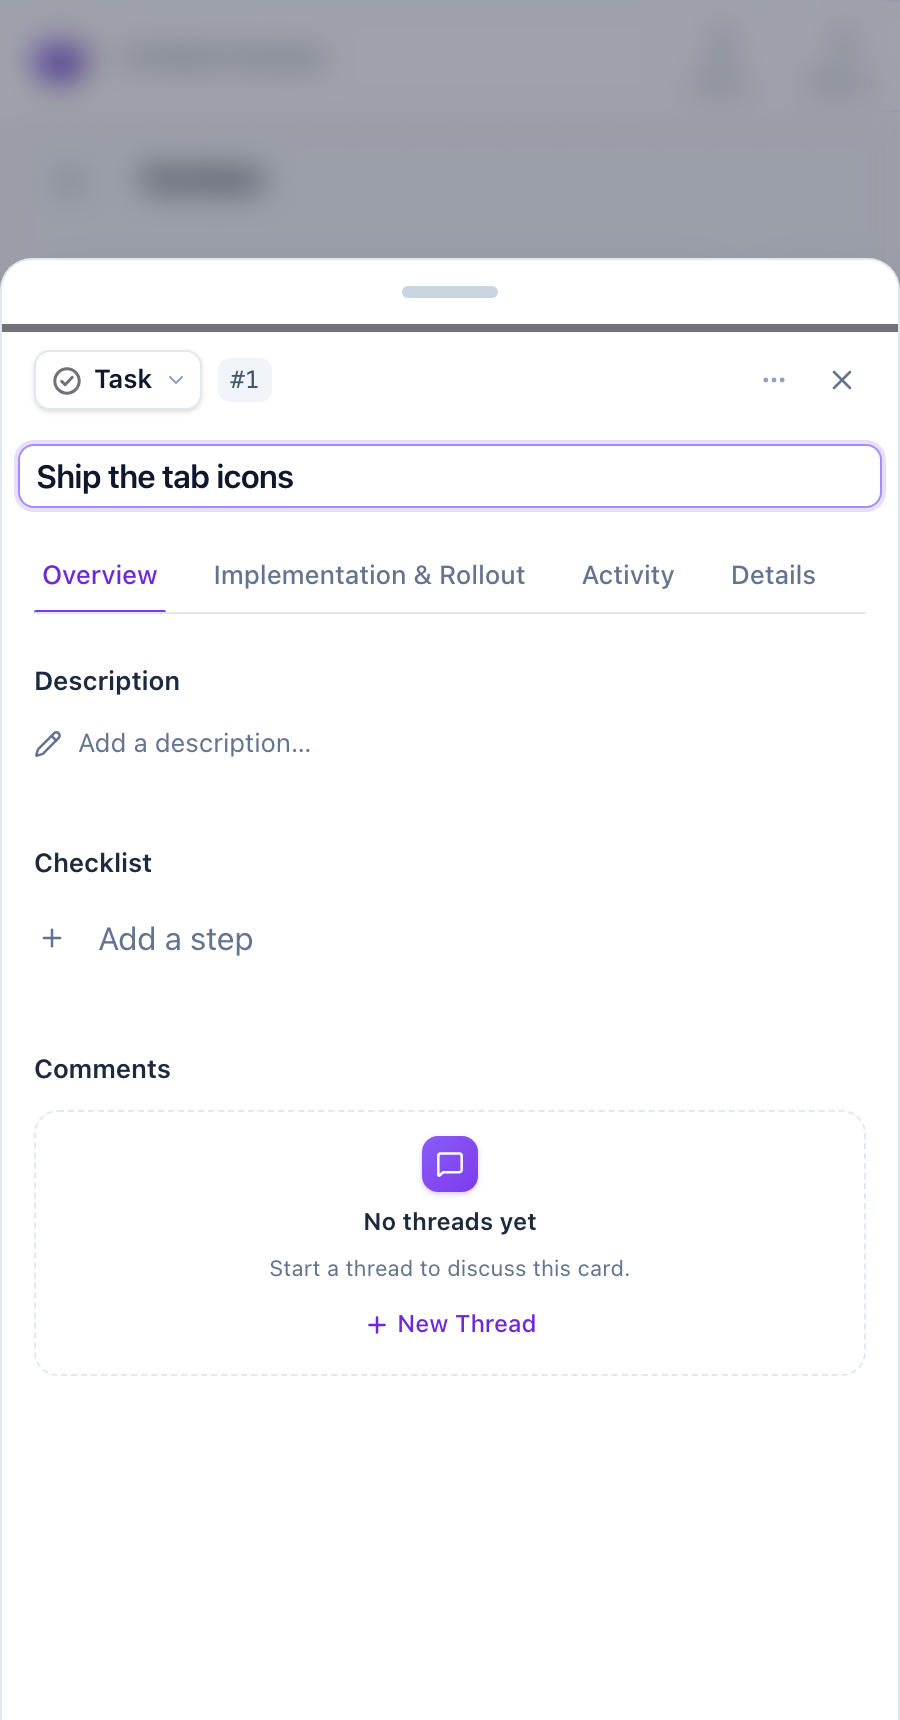 Task
#1
Ship the tab icons
Overview
Implementation & Rollout
Activity
Details
Description
Add a description...
Checklist
Add a step
Comments
No threads yet
Start a thread to discuss this card.
New Thread